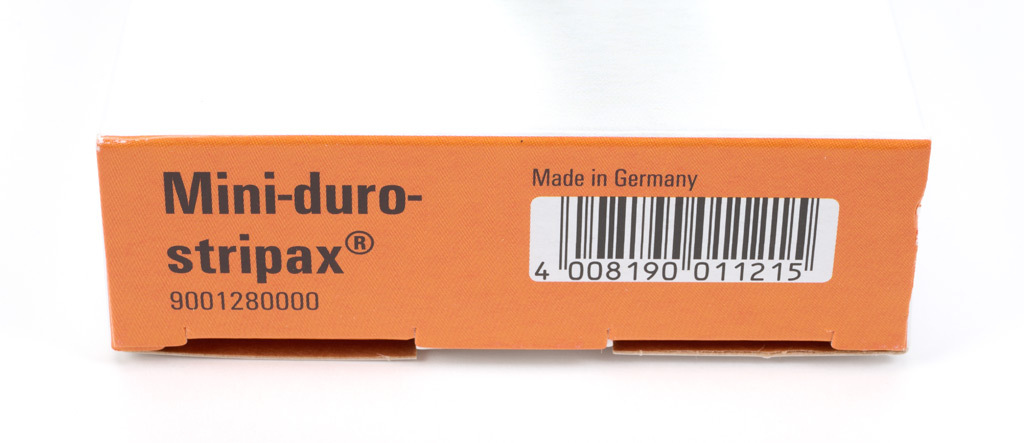 Mini-duro-
stripax®
9001280000
Made in Germany
4 008190 011215